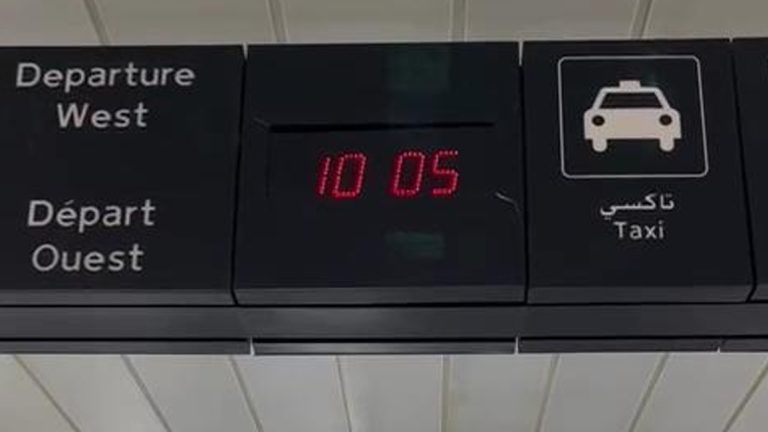 Departure
West
Départ
Ouest
10 05
تاكسي
Taxi